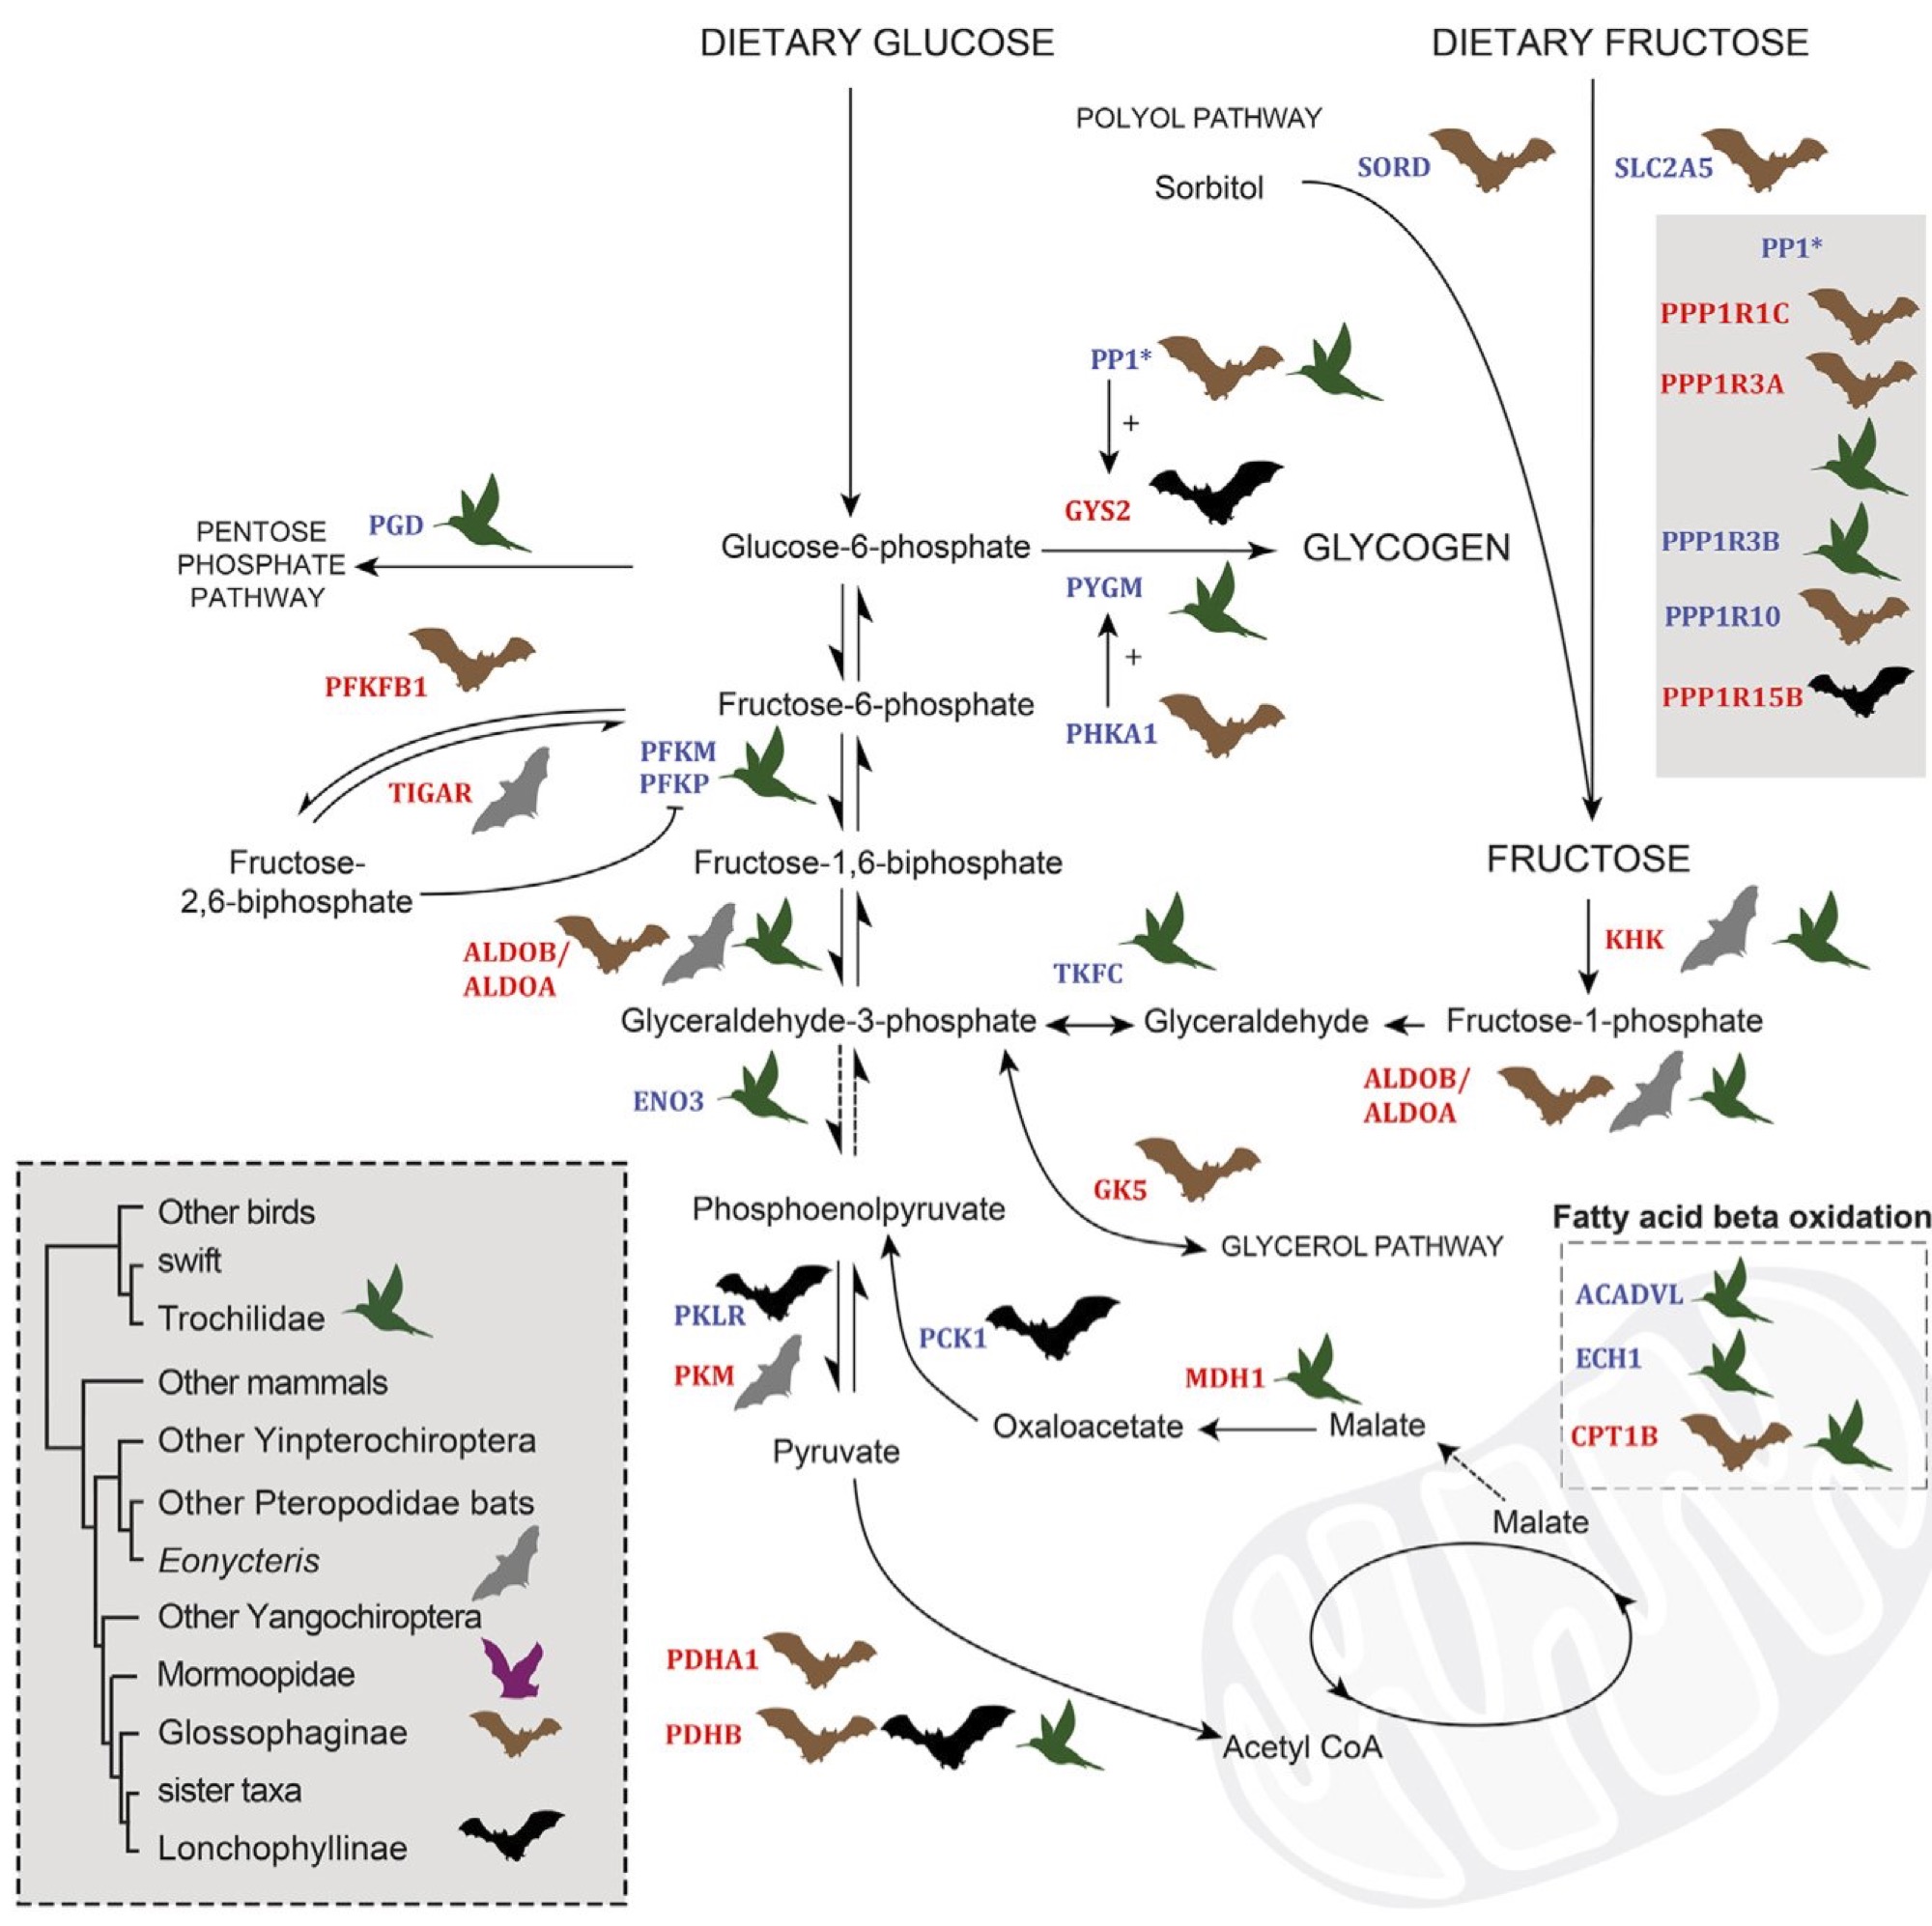 DIETARY GLUCOSE
DIETARY FRUCTOSE
POLYOL PATHWAY
Sorbitol
SORD
SLC2A5
PP1*
PPP1R1C
PPP1R3A
PPP1R3B
PPP1R10
PPP1R15B
PP1*
+
GYS2
PENTOSE
PHOSPHATE
PATHWAY
PGD
Glucose-6-phosphate
GLYCOGEN
PYGM
+
PHKA1
PFKFB1
Fructose-6-phosphate
TIGAR
PFKM
PFKP
Fructose-
2,6-biphosphate
Fructose-1,6-biphosphate
FRUCTOSE
KHK
ALDOB/
ALDOA
TKFC
Glyceraldehyde-3-phosphate
Glyceraldehyde
Fructose-1-phosphate
ENO3
ALDOB/
ALDOA
GK5
Phosphoenolpyruvate
GLYCEROL PATHWAY
Fatty acid beta oxidation
ACADVL
ECH1
CPT1B
PKLR
PKM
PCK1
MDH1
Oxaloacetate
Malate
Pyruvate
Malate
PDHA1
PDHB
Acetyl CoA
Other birds
swift
Trochilidae
Other mammals
Other Yinpterochiroptera
Other Pteropodidae bats
Eonycteris
Other Yangochiroptera
Mormoopidae
Glossophaginae
sister taxa
Lonchophyllinae